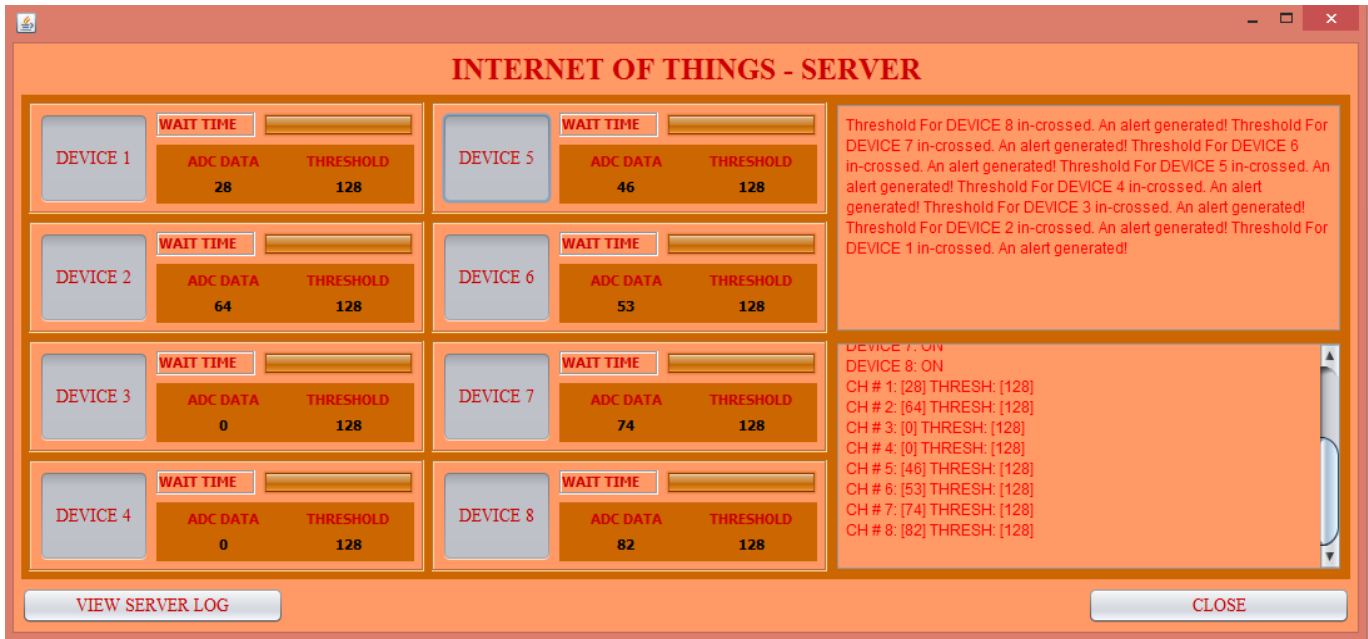 INTERNET OF THINGS - SERVER
DEVICE 1
WAIT TIME
ADC DATA THRESHOLD
28 128
DEVICE 2
WAIT TIME
ADC DATA THRESHOLD
64 128
DEVICE 3
WAIT TIME
ADC DATA THRESHOLD
0 128
DEVICE 4
WAIT TIME
ADC DATA THRESHOLD
0 128
DEVICE 5
WAIT TIME
ADC DATA THRESHOLD
46 128
DEVICE 6
WAIT TIME
ADC DATA THRESHOLD
53 128
DEVICE 7
WAIT TIME
ADC DATA THRESHOLD
74 128
DEVICE 8
WAIT TIME
ADC DATA THRESHOLD
82 128
Threshold For DEVICE 8 in-crossed. An alert generated! Threshold For
DEVICE 7 in-crossed. An alert generated! Threshold For DEVICE 6
in-crossed. An alert generated! Threshold For DEVICE 5 in-crossed. An
alert generated! Threshold For DEVICE 4 in-crossed. An alert
generated! Threshold For DEVICE 3 in-crossed. An alert generated!
Threshold For DEVICE 2 in-crossed. An alert generated! Threshold For
DEVICE 1 in-crossed. An alert generated!
DEVICE 7: ON
DEVICE 8: ON
CH # 1: [28] THRESH: [128]
CH # 2: [64] THRESH: [128]
CH # 3: [0] THRESH: [128]
CH # 4: [0] THRESH: [128]
CH # 5: [46] THRESH: [128]
CH # 6: [53] THRESH: [128]
CH # 7: [74] THRESH: [128]
CH # 8: [82] THRESH: [128]
VIEW SERVER LOG
CLOSE